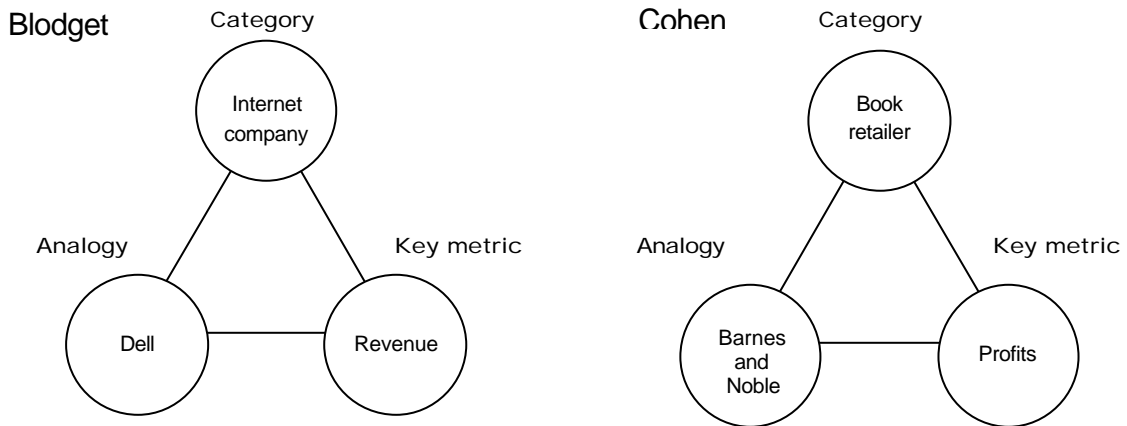 Blodget
Category
Internet
company
Analogy
Key metric
Dell
Revenue
Cohen
Category
Book
retailer
Analogy
Key metric
Barnes
and
Noble
Profits